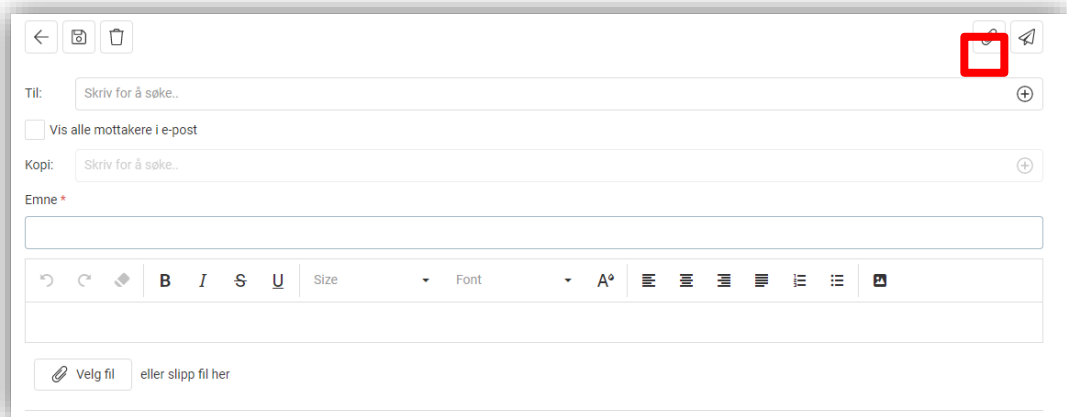 Til: Skriv for å søke..
Vis alle mottakere i e-post
Kopi: Skriv for å søke..
Emne *
B I S U Size Font A
Velg fil eller slipp fil her